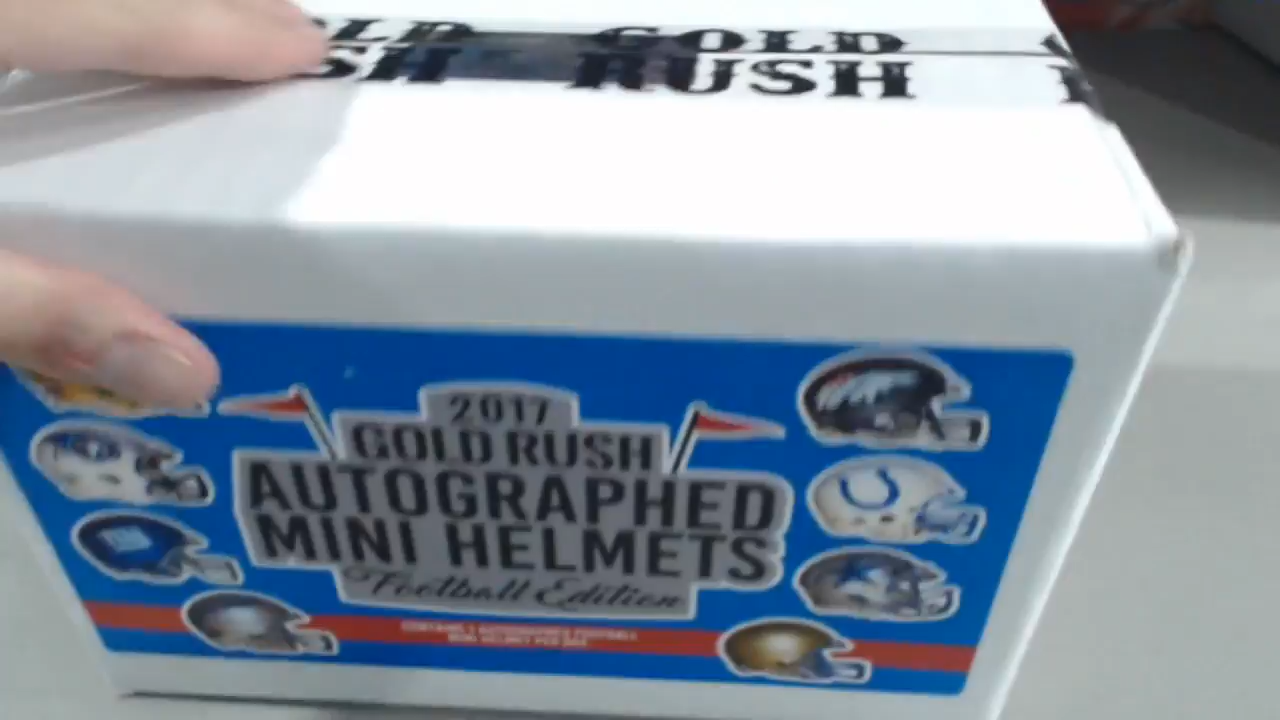 GOLD
RUSH
2017
GOLD RUSH
AUTOGRAPHED
MINI HELMETS
Football Edition